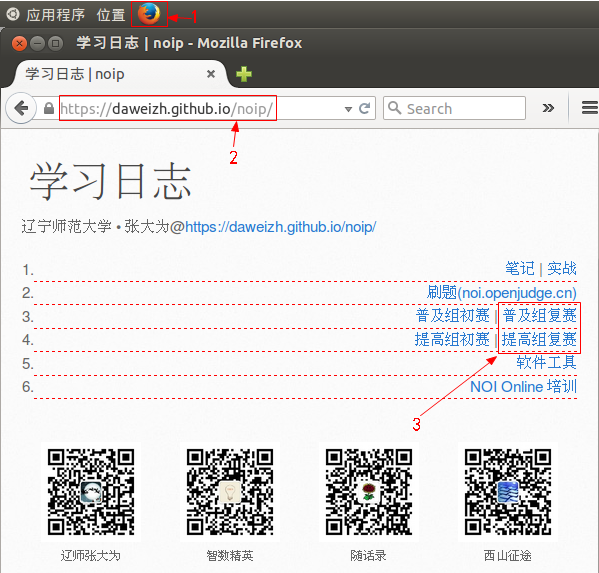 应用程序 位置 1
学习日志 | noip - Mozilla Firefox
学习日志 | noip
https://daweizh.github.io/noip/ Search
2
学习日志
辽宁师范大学 • 张大为@https://daweizh.github.io/noip/
1. 笔记 | 实战
2. 刷题(noi.openjudge.cn)
3. 普及组初赛 | 普及组复赛
4. 提高组初赛 | 提高组复赛
5. 软件工具
6. NOI Online 培训
3
辽师张大为 智数精英 随话录 西山征途